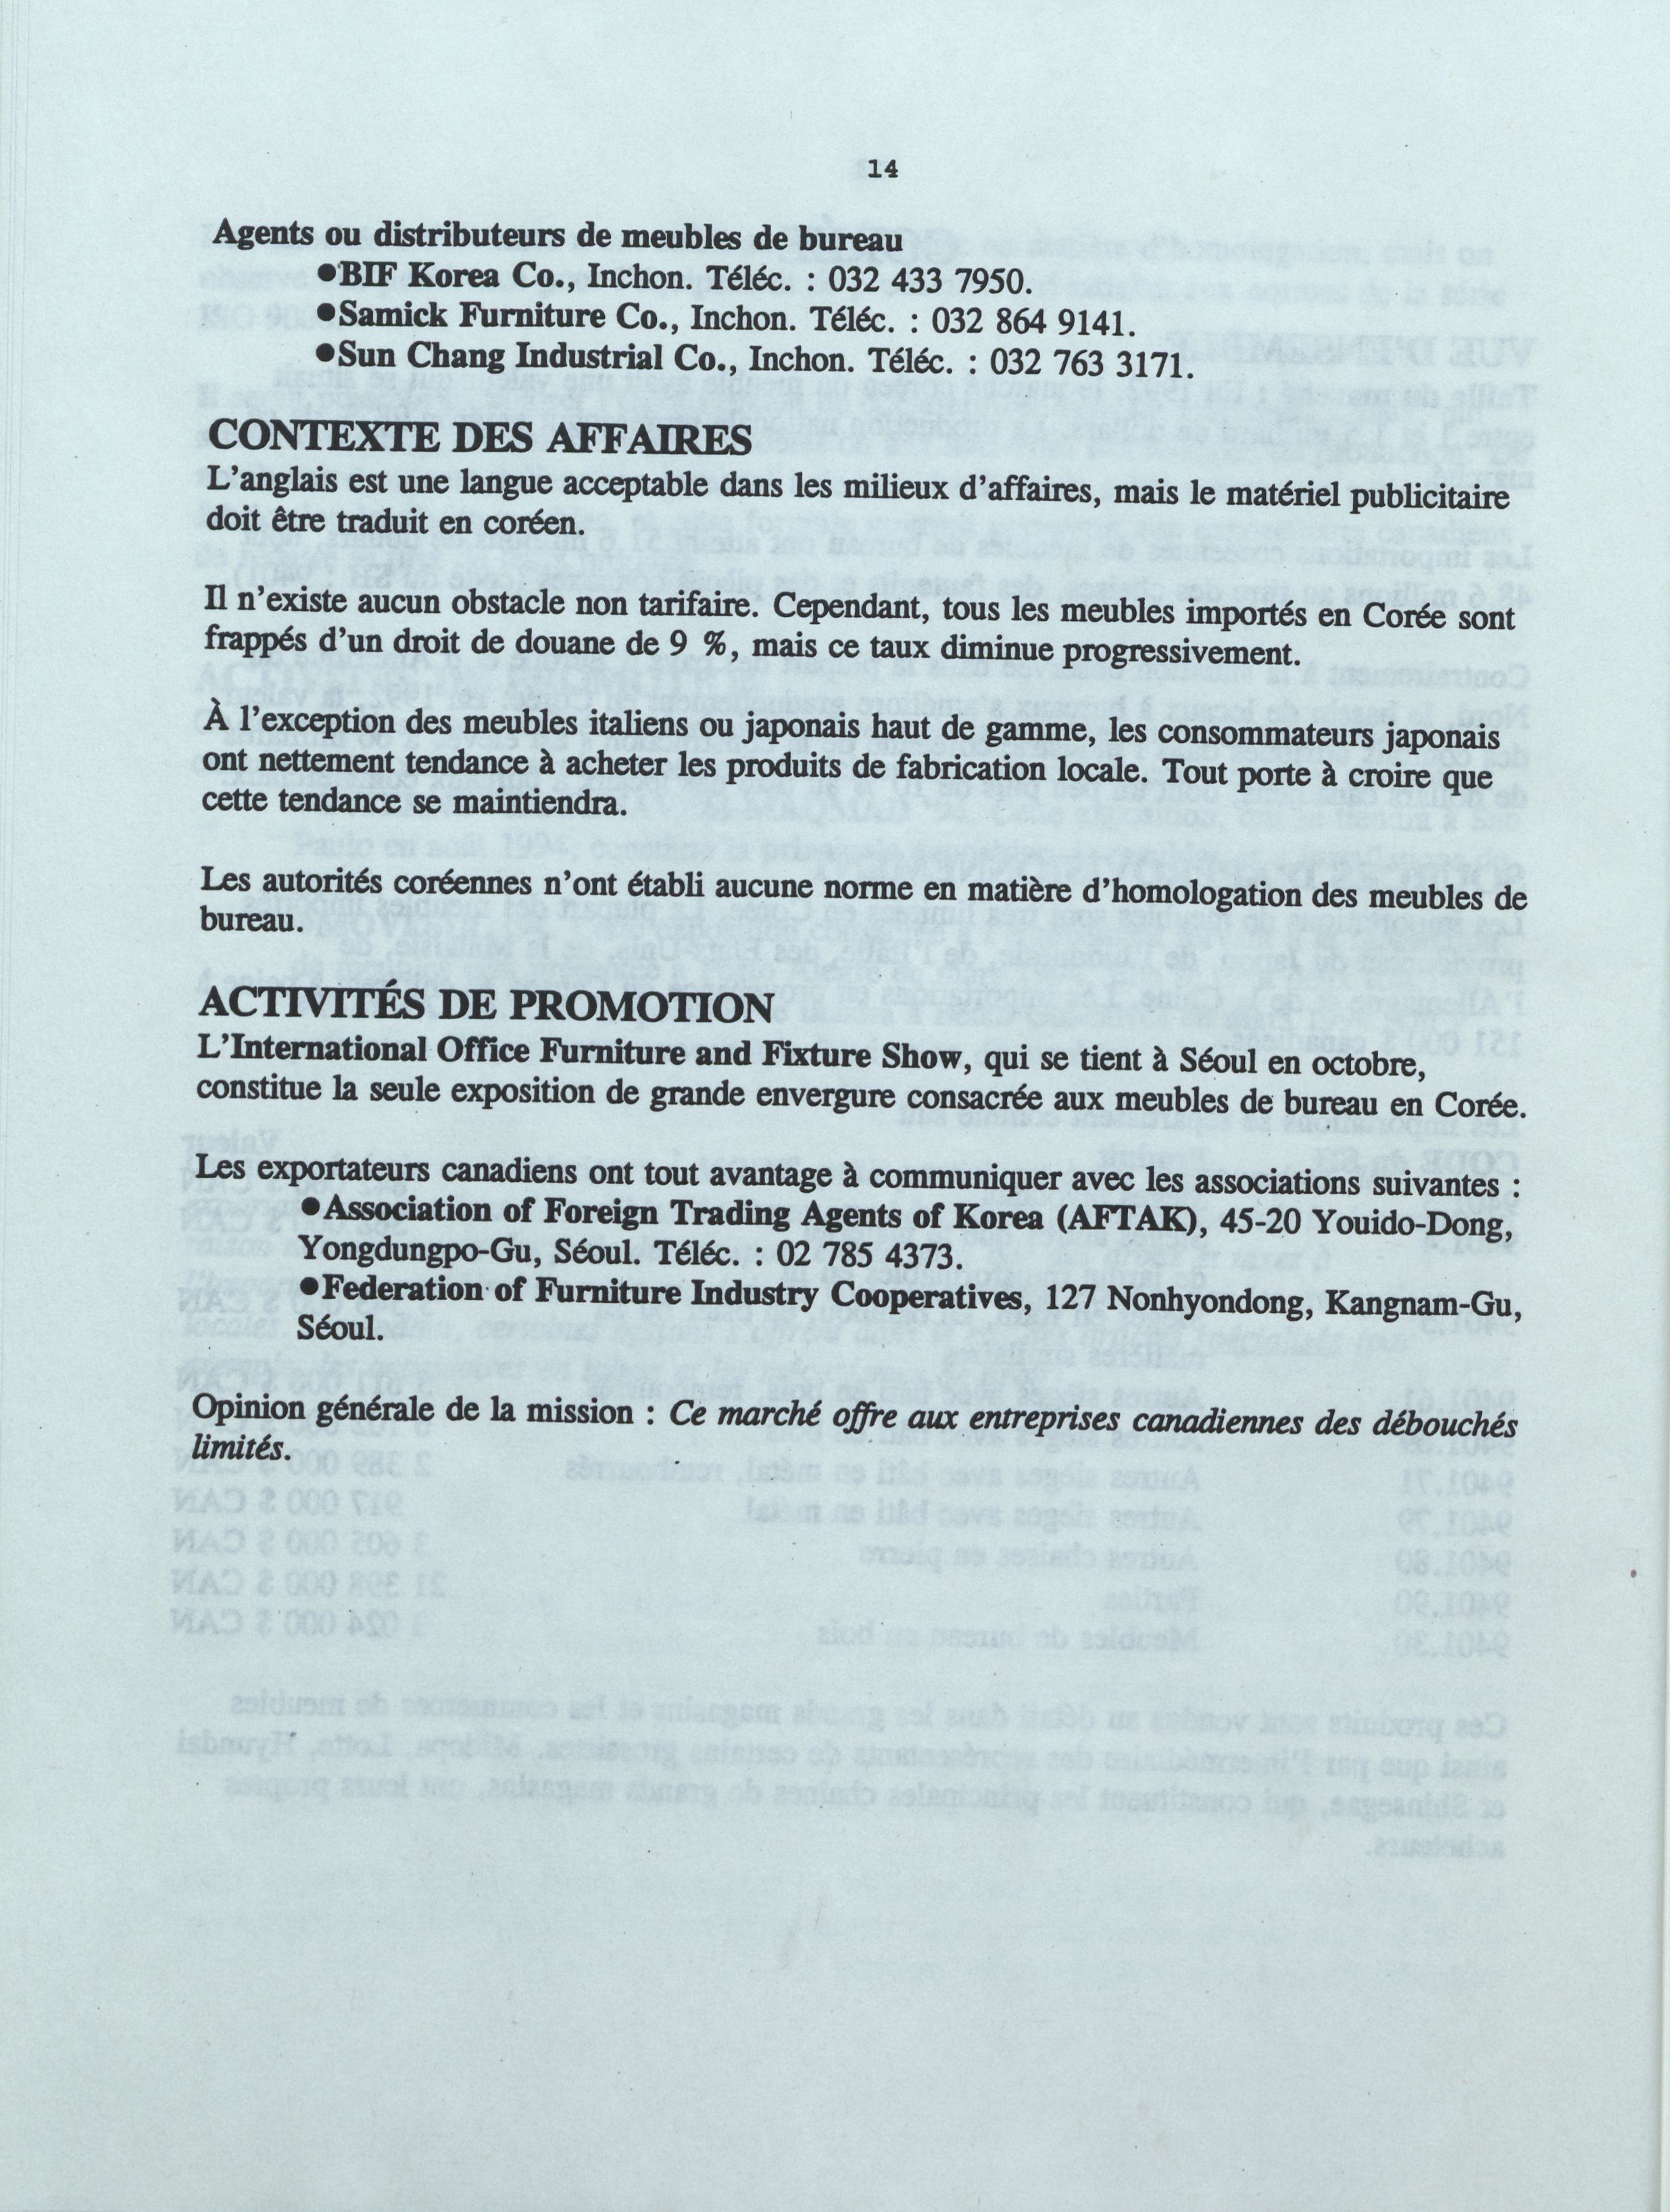 14
Agents ou distributeurs de meubles de bureau
●BIF Korea Co., Inchon. Téléc. : 032 433 7950.
●Samick Furniture Co., Inchon. Téléc. : 032 864 9141.
●Sun Chang Industrial Co., Inchon. Téléc. : 032 763 3171.
CONTEXTE DES AFFAIRES
L'anglais est une langue acceptable dans les milieux d'affaires, mais le matériel publicitaire
doit être traduit en coréen.
Il n'existe aucun obstacle non tarifaire. Cependant, tous les meubles importés en Corée sont
frappés d'un droit de douane de 9 %, mais ce taux diminue progressivement.
À l'exception des meubles italiens ou japonais haut de gamme, les consommateurs japonais
ont nettement tendance à acheter les produits de fabrication locale. Tout porte à croire que
cette tendance se maintiendra.
Les autorités coréennes n'ont établi aucune norme en matière d'homologation des meubles de
bureau.
ACTIVITÉS DE PROMOTION
L'International Office Furniture and Fixture Show, qui se tient à Séoul en octobre,
constitue la seule exposition de grande envergure consacrée aux meubles de bureau en Corée.
Les exportateurs canadiens ont tout avantage à communiquer avec les associations suivantes :
●Association of Foreign Trading Agents of Korea (AFTAK), 45-20 Youido-Dong,
Yongdungpo-Gu, Séoul. Téléc. : 02 785 4373.
●Federation of Furniture Industry Cooperatives, 127 Nonhyondong, Kangnam-Gu,
Séoul.
Opinion générale de la mission : Ce marché offre aux entreprises canadiennes des débouchés
limités.